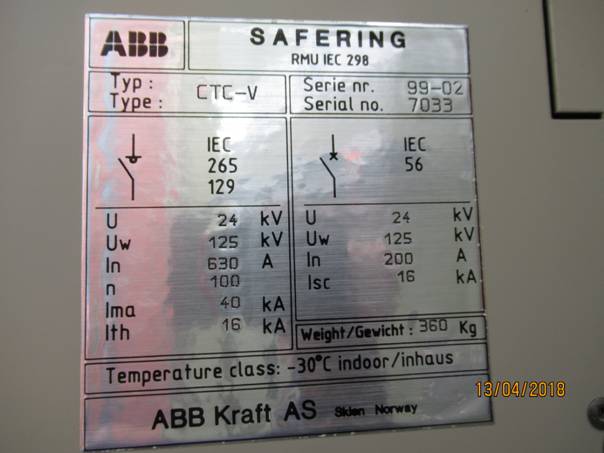 ABB
SAFERING
RMU IEC 298
Typ :
Type :
CTC-V
Serie nr.
Serial no.
99-02
7033
IEC
265
129
U 24 kV
Uw 125 kV
In 630 A
n 100
Ima 40 kA
Ith 16 kA
IEC
56
U 24 kV
Uw 125 kV
In 200 A
Isc 16 kA
Weight/Gewicht : 360 Kg
Temperature class: -30°C indoor/inhaus
ABB Kraft AS Skien Norway
13/04/2018